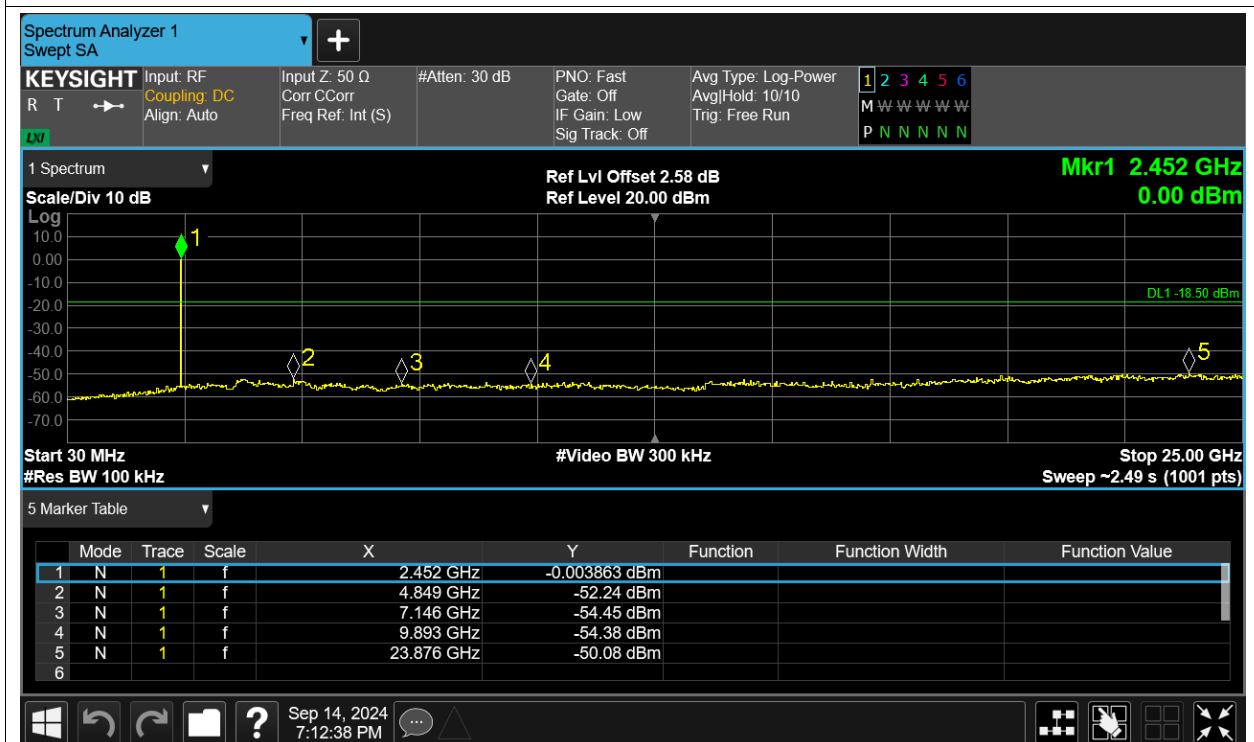 Spectrum Analyzer 1
Swept SA
+
KEYSIGHT Input: RF Input Z: 50 Ω #Atten: 30 dB PNO: Fast Avg Type: Log-Power 1 2 3 4 5 6
R T Coupling: DC Corr CCorr Gate: Off Avg|Hold: 10/10 M W W W W W
Align: Auto Freq Ref: Int (S) IF Gain: Low Trig: Free Run
LXI Sig Track: Off P N N N N N
1 Spectrum Ref Lvl Offset 2.58 dB Mkr1 2.452 GHz
Scale/Div 10 dB Ref Level 20.00 dBm 0.00 dBm
Log
10.0 1
0.00
-10.0
DL1 -18.50 dBm
-20.0
-30.0
-40.0 2 3 4 5
-50.0
-60.0
-70.0
Start 30 MHz #Video BW 300 kHz Stop 25.00 GHz
#Res BW 100 kHz Sweep ~2.49 s (1001 pts)
5 Marker Table
Mode Trace Scale X Y Function Function Width Function Value
1 N 1 f 2.452 GHz -0.003863 dBm
2 N 1 f 4.849 GHz -52.24 dBm
3 N 1 f 7.146 GHz -54.45 dBm
4 N 1 f 9.893 GHz -54.38 dBm
5 N 1 f 23.876 GHz -50.08 dBm
6
? Sep 14, 2024
7:12:38 PM